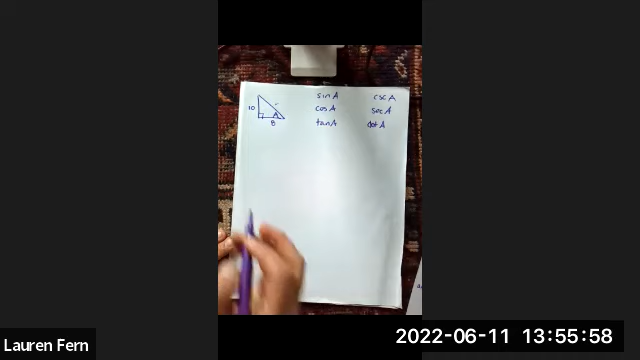 sin A csc A
10 r cos A sec A
A
8 tan A cot A
Lauren Fern
2022-06-11 13:55:58